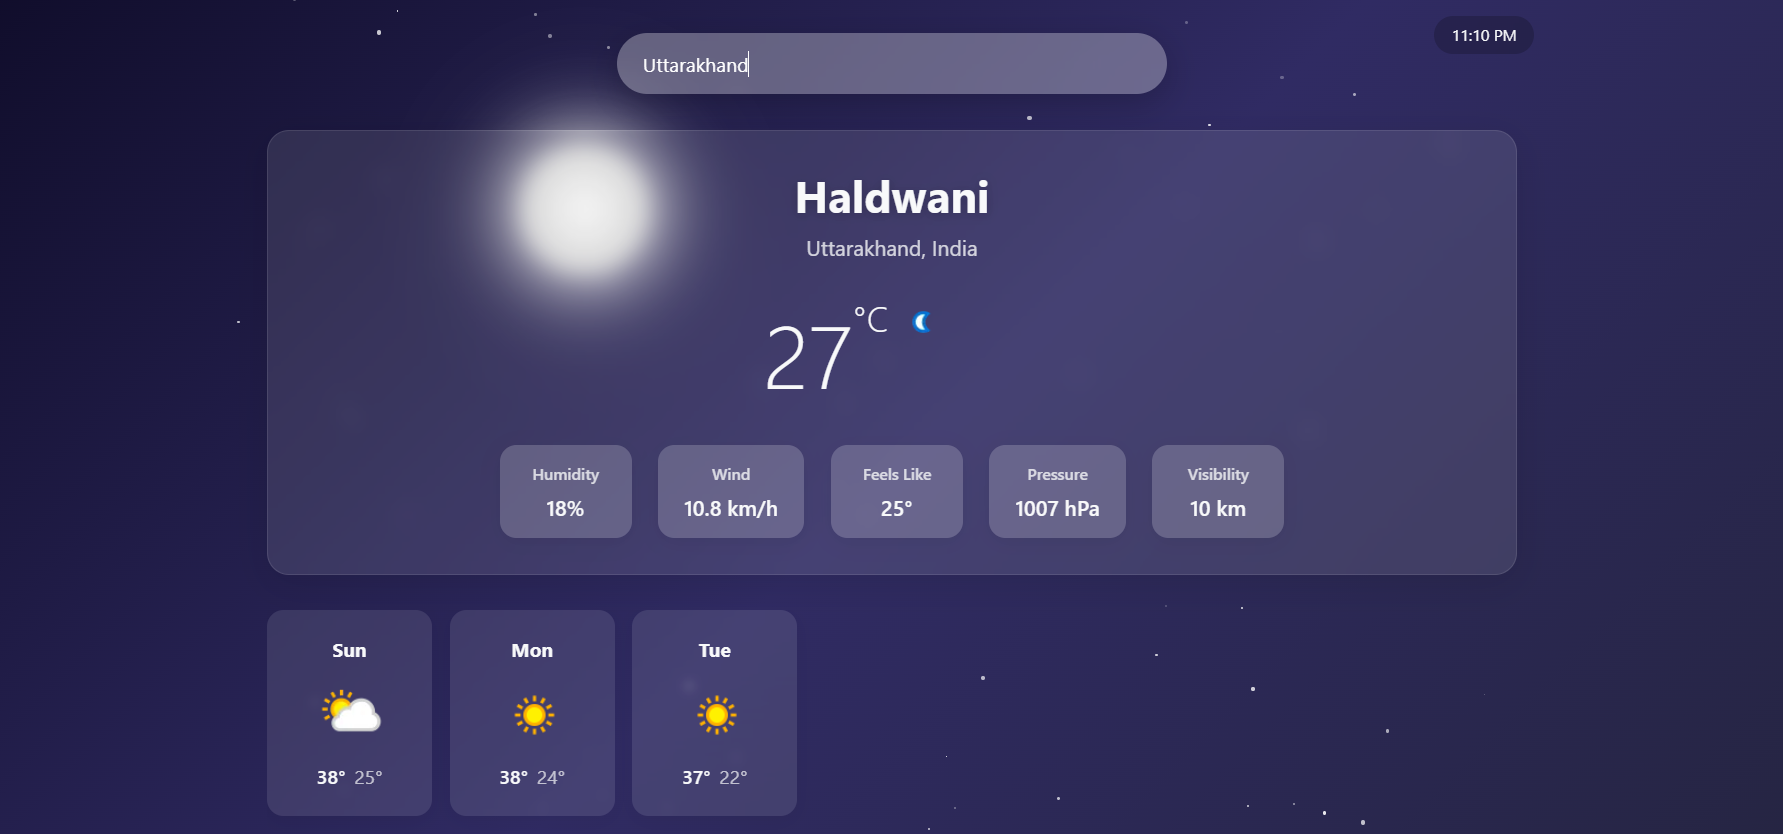 11:10 PM
Uttarakhand
Haldwani
Uttarakhand, India
27°C
Humidity
18%
Wind
10.8 km/h
Feels Like
25°
Pressure
1007 hPa
Visibility
10 km
Sun
38° 25°
Mon
38° 24°
Tue
37° 22°